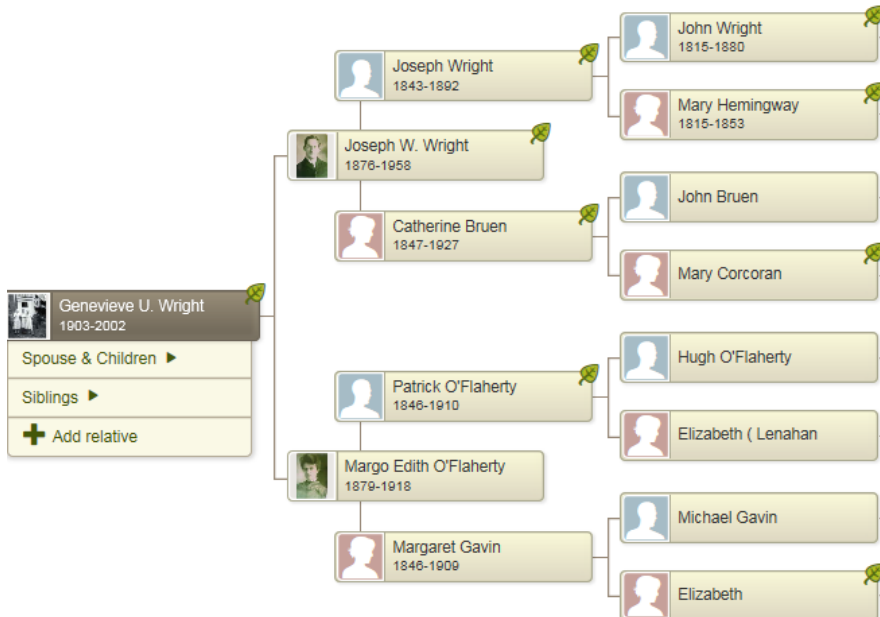 John Wright
1815-1880
Joseph Wright
1843-1892
Mary Hemingway
1815-1853
Joseph W. Wright
1876-1958
John Bruen
Catherine Bruen
1847-1927
Mary Corcoran
Genevieve U. Wright
1903-2002
Spouse & Children
Siblings
Add relative
Hugh O'Flaherty
Patrick O'Flaherty
1846-1910
Elizabeth ( Lenahan
Margo Edith O'Flaherty
1879-1918
Michael Gavin
Margaret Gavin
1846-1909
Elizabeth